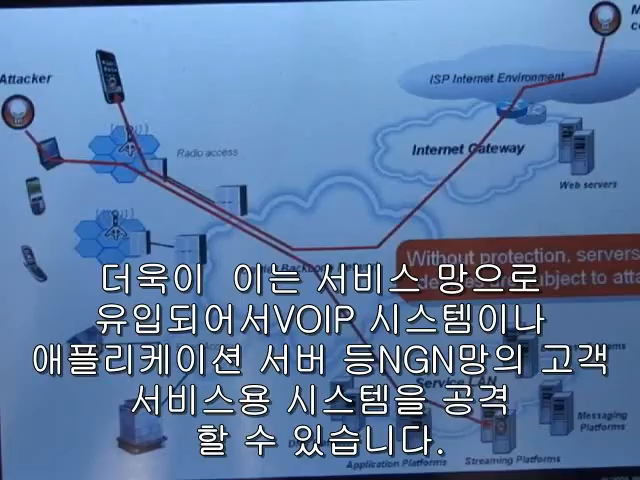 Attacker
ISP Internet Environment
Radio access
Internet Gateway
Web servers
Without protection, servers
subject to
더욱이 이는 서비스 망으로
유입되어서VOIP 시스템이나
애플리케이션 서버 등NGN망의 고객
서비스용 시스템을 공격
할 수 있습니다.
Service LAN
Messaging
Platforms
Application Platforms
Streaming Platforms